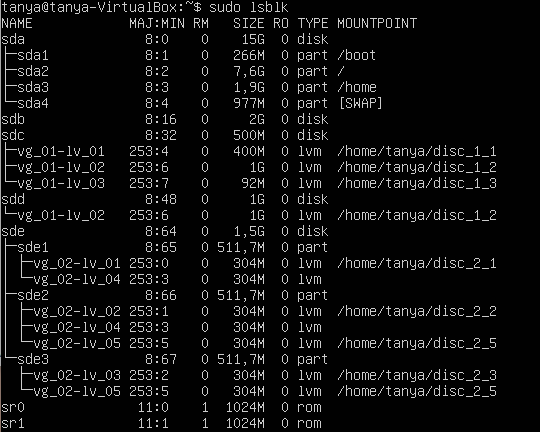 tanya@tanya-VirtualBox:~$ sudo lsblk
NAME              MAJ:MIN RM   SIZE RO TYPE MOUNTPOINT
sda                 8:0    0    15G  0 disk
├─sda1              8:1    0   266M  0 part /boot
├─sda2              8:2    0   7,6G  0 part /
├─sda3              8:3    0   1,9G  0 part /home
└─sda4              8:4    0   977M  0 part [SWAP]
sdb                 8:16   0     2G  0 disk
sdc                 8:32   0   500M  0 disk
├─vg_01-lv_01     253:4    0   400M  0 lvm  /home/tanya/disc_1_1
├─vg_01-lv_02     253:6    0     1G  0 lvm  /home/tanya/disc_1_2
└─vg_01-lv_03     253:7    0    92M  0 lvm  /home/tanya/disc_1_3
sdd                 8:48   0     1G  0 disk
└─vg_01-lv_02     253:6    0     1G  0 lvm  /home/tanya/disc_1_2
sde                 8:64   0   1,5G  0 disk
├─sde1              8:65   0 511,7M  0 part
│ ├─vg_02-lv_01   253:0    0   304M  0 lvm  /home/tanya/disc_2_1
│ └─vg_02-lv_04   253:3    0   304M  0 lvm
├─sde2              8:66   0 511,7M  0 part
│ ├─vg_02-lv_02   253:1    0   304M  0 lvm  /home/tanya/disc_2_2
│ ├─vg_02-lv_04   253:3    0   304M  0 lvm
│ └─vg_02-lv_05   253:5    0   304M  0 lvm  /home/tanya/disc_2_5
└─sde3              8:67   0 511,7M  0 part
  ├─vg_02-lv_03   253:2    0   304M  0 lvm  /home/tanya/disc_2_3
  └─vg_02-lv_05   253:5    0   304M  0 lvm  /home/tanya/disc_2_5
sr0                11:0    1  1024M  0 rom
sr1                11:1    1  1024M  0 rom